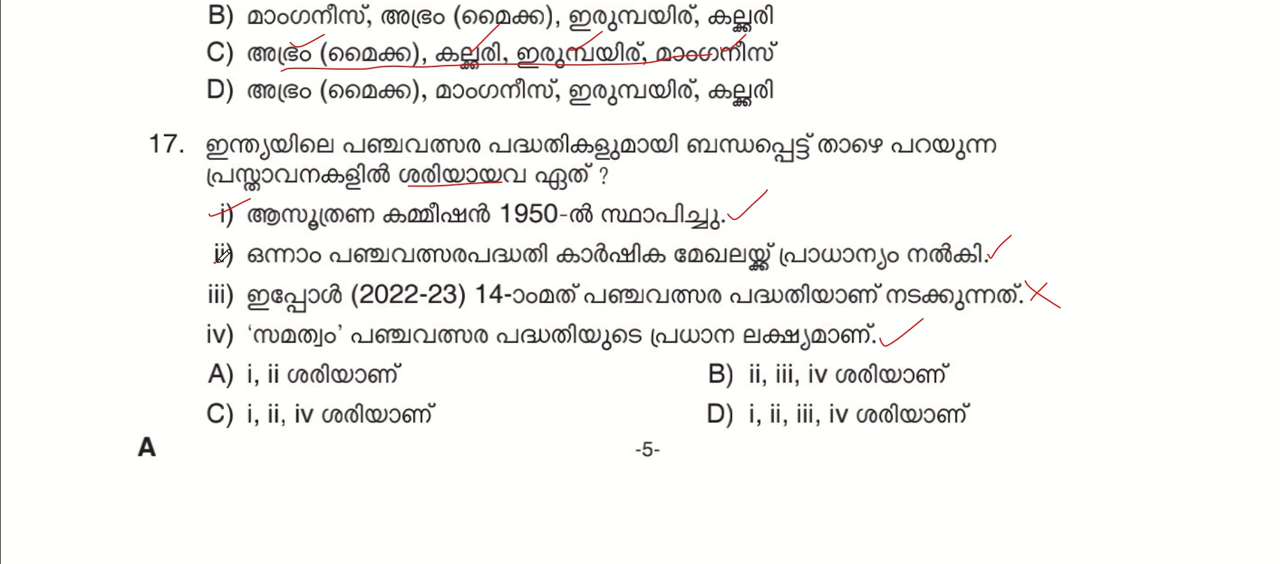 B) മാംഗനീസ്, അഭ്രം (മൈക്ക), ഇരുമ്പയിര്, കല്ക്കരി
C) അഭ്രം (മൈക്ക), കല്ക്കരി, ഇരുമ്പയിര്, മാംഗനീസ്
D) അഭ്രം (മൈക്ക), മാംഗനീസ്, ഇരുമ്പയിര്, കല്ക്കരി
17. ഇന്ത്യയിലെ പഞ്ചവത്സര പദ്ധതികളുമായി ബന്ധപ്പെട്ട് താഴെ പറയുന്ന
പ്രസ്താവനകളിൽ ശരിയായവ ഏത് ?
i) ആസൂത്രണ കമ്മീഷൻ 1950-ൽ സ്ഥാപിച്ചു.
ii) ഒന്നാം പഞ്ചവത്സരപദ്ധതി കാർഷിക മേഖലയ്ക്ക് പ്രാധാന്യം നൽകി.
iii) ഇപ്പോൾ (2022-23) 14-ാംമത് പഞ്ചവത്സര പദ്ധതിയാണ് നടക്കുന്നത്.
iv) 'സമത്വം' പഞ്ചവത്സര പദ്ധതിയുടെ പ്രധാന ലക്ഷ്യമാണ്.
A) i, ii ശരിയാണ് B) ii, iii, iv ശരിയാണ്
C) i, ii, iv ശരിയാണ് D) i, ii, iii, iv ശരിയാണ്
A -5-